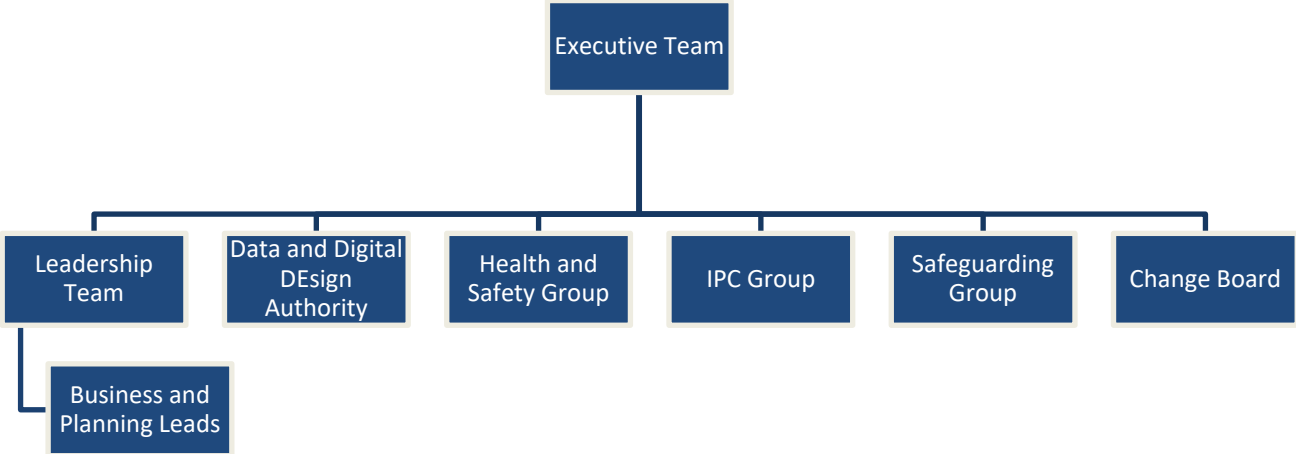 Executive Team
Leadership
Team
Data and Digital
DEsign
Authority
Health and
Safety Group
IPC Group
Safeguarding
Group
Change Board
Business and
Planning Leads